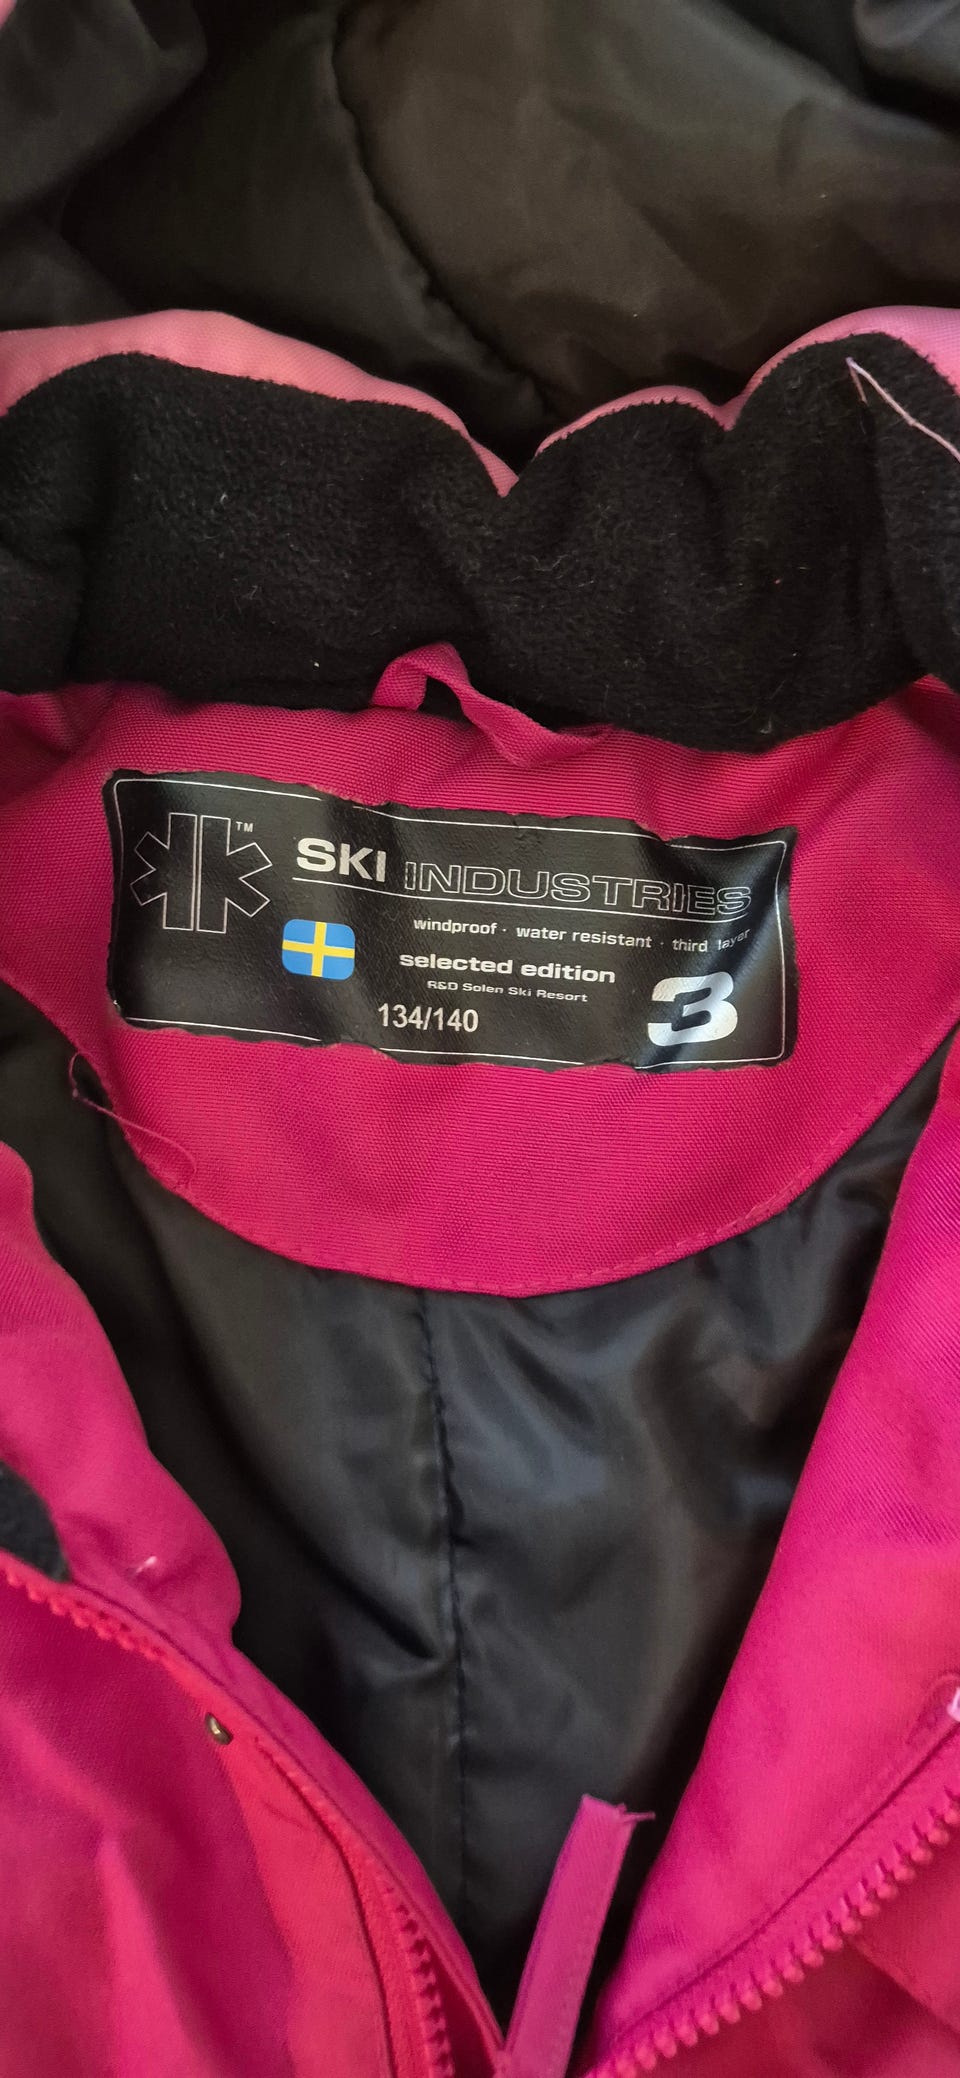 TM
SKI INDUSTRIES
windproof · water resistant · third layer
selected edition
R&D Solen Ski Resort
134/140
3